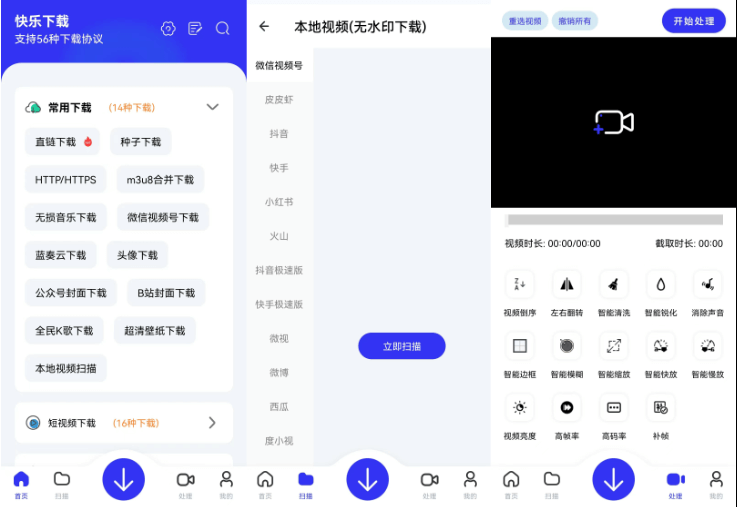 快乐下载
支持56种下载协议
常用下载 (14种下载)
直链下载 种子下载
HTTP/HTTPS m3u8合并下载
无损音乐下载 微信视频号下载
蓝奏云下载 头像下载
公众号封面下载 B站封面下载
全民K歌下载 超清壁纸下载
本地视频扫描
短视频下载 (16种下载)
首页 扫描 处理 我的
本地视频(无水印下载)
微信视频号
皮皮虾
抖音
快手
小红书
火山
抖音极速版
快手极速版
微视
微博
西瓜
度小视
立即扫描
首页 扫描 处理 我的
重选视频 撤销所有 开始处理
视频时长: 00:00/00:00 截取时长: 00:00
Z
A
视频倒序 左右翻转 智能清洗 智能锐化 消除声音
智能边框 智能模糊 智能缩放 智能快放 智能慢放
视频亮度 高帧率 高码率 补帧
首页 扫描 处理 我的